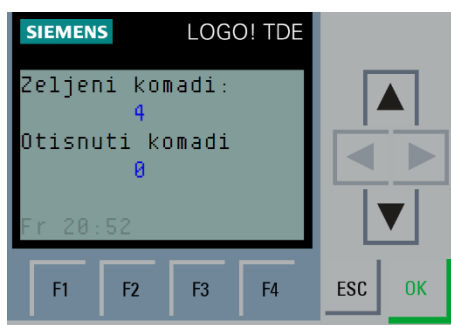 SIEMENS LOGO! TDE
Zeljeni komadi:
4
Otisnuti komadi
0
Fr 20:52
F1 F2 F3 F4 ESC OK